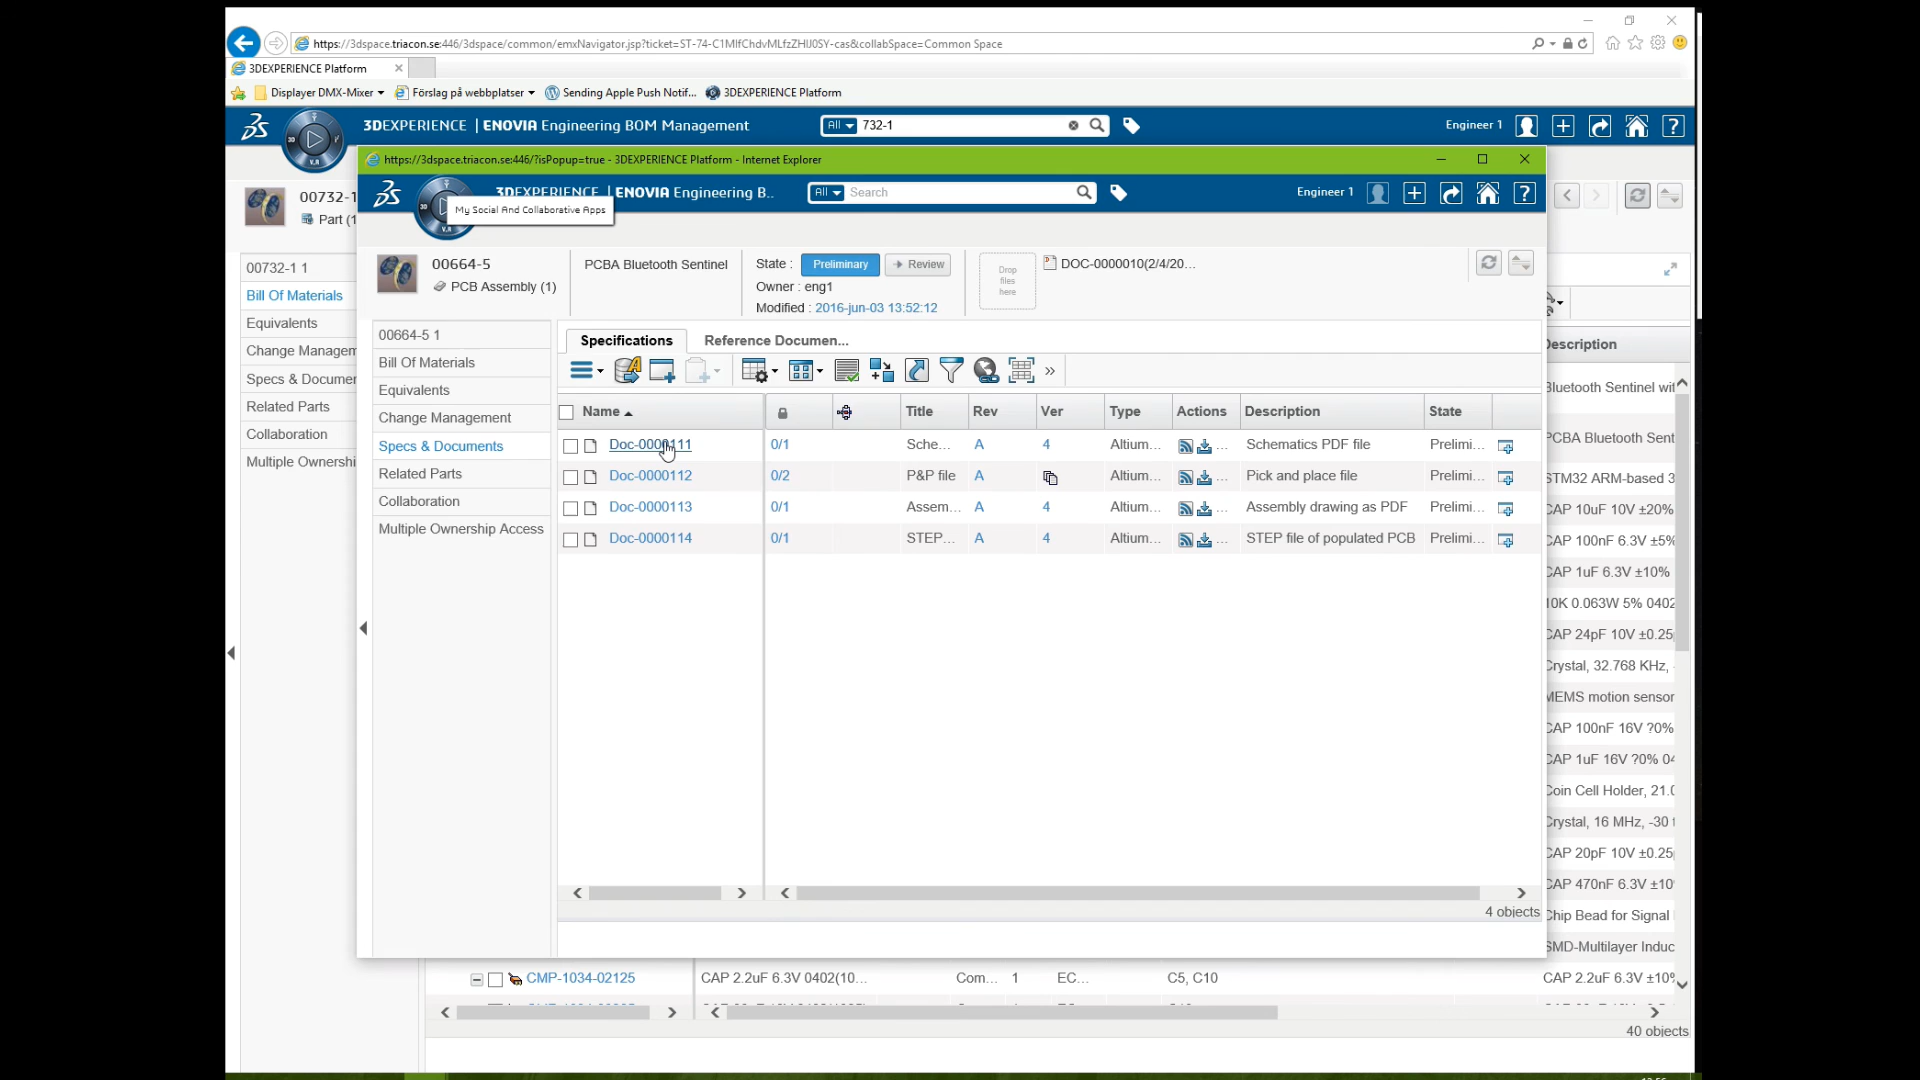 https://3dspace.triacon.se:446/3dspace/common/emxNavigator.jsp?ticket=ST-74-C1MlfChdvMLfzZHIJ0SY-cas&collabSpace=Common Space
3DEXPERIENCE Platform
Displayer DMX-Mixer
Förslag på webbplatser
Sending Apple Push Notif...
3DEXPERIENCE Platform
3DEXPERIENCE | ENOVIA Engineering BOM Management
All
732-1
Engineer 1
https://3dspace.triacon.se:446/?isPopup=true - 3DEXPERIENCE Platform - Internet Explorer
3DEXPERIENCE | ENOVIA Engineering B..
All
Search
Engineer 1
My Social And Collaborative Apps
00732-1
Part (1
00732-1 1
Bill Of Materials
Equivalents
Change Managem
Specs & Documen
Related Parts
Collaboration
Multiple Ownershi
00664-5
PCB Assembly (1)
PCBA Bluetooth Sentinel
State : Preliminary Review
Owner : eng1
Modified : 2016-jun-03 13:52:12
Drop
files
here
DOC-0000010(2/4/20...
00664-5 1
Bill Of Materials
Equivalents
Change Management
Specs & Documents
Related Parts
Collaboration
Multiple Ownership Access
Specifications
Reference Documen...
Name Title Rev Ver Type Actions Description State
Doc-0000111 0/1 Sche... A 4 Altium... ... Schematics PDF file Prelimi...
Doc-0000112 0/2 P&P file A Altium... ... Pick and place file Prelimi...
Doc-0000113 0/1 Assem... A 4 Altium... ... Assembly drawing as PDF Prelimi...
Doc-0000114 0/1 STEP... A 4 Altium... ... STEP file of populated PCB Prelimi...
4 objects
Description
Bluetooth Sentinel wit
PCBA Bluetooth Sent
STM32 ARM-based 3
CAP 10uF 10V ±20%
CAP 100nF 6.3V ±5%
CAP 1uF 6.3V ±10%
10K 0.063W 5% 0402
CAP 24pF 10V ±0.25
Crystal, 32.768 KHz,
MEMS motion sensor
CAP 100nF 16V ?0%
CAP 1uF 16V ?0% 04
Coin Cell Holder, 21.0
Crystal, 16 MHz, -30 t
CAP 20pF 10V ±0.25
CAP 470nF 6.3V ±10
Chip Bead for Signal
SMD-Multilayer Induc
CMP-1034-02125 CAP 2.2uF 6.3V 0402(10... Com... 1 EC... C5, C10 CAP 2.2uF 6.3V ±10%
40 objects